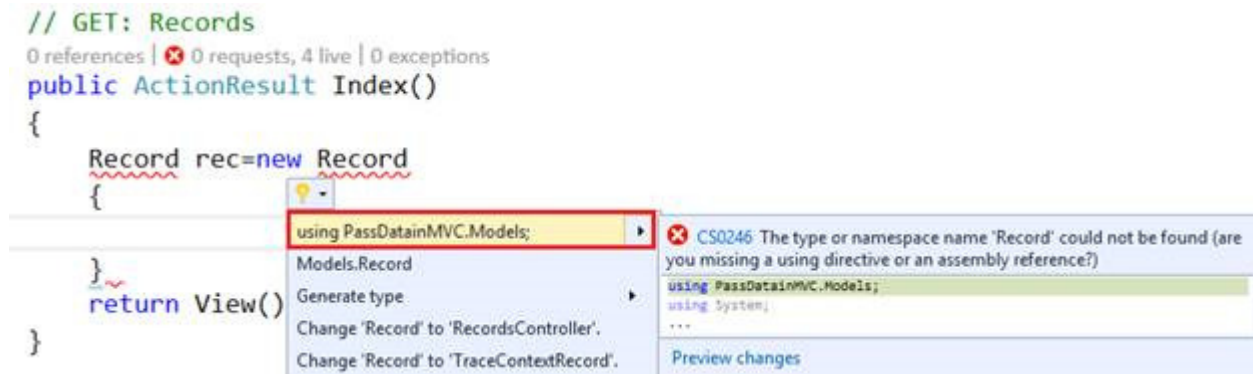 // GET: Records
0 references | 0 requests, 4 live | 0 exceptions
public ActionResult Index()
{
Record rec=new Record
{
}
return View()
}
using PassDatainMVC.Models;
Models.Record
Generate type
Change 'Record' to 'RecordsController'.
Change 'Record' to 'TraceContextRecord'.
CS0246 The type or namespace name 'Record' could not be found (are
you missing a using directive or an assembly reference?)
using PassDatainMVC.Models;
using System;
...
Preview changes